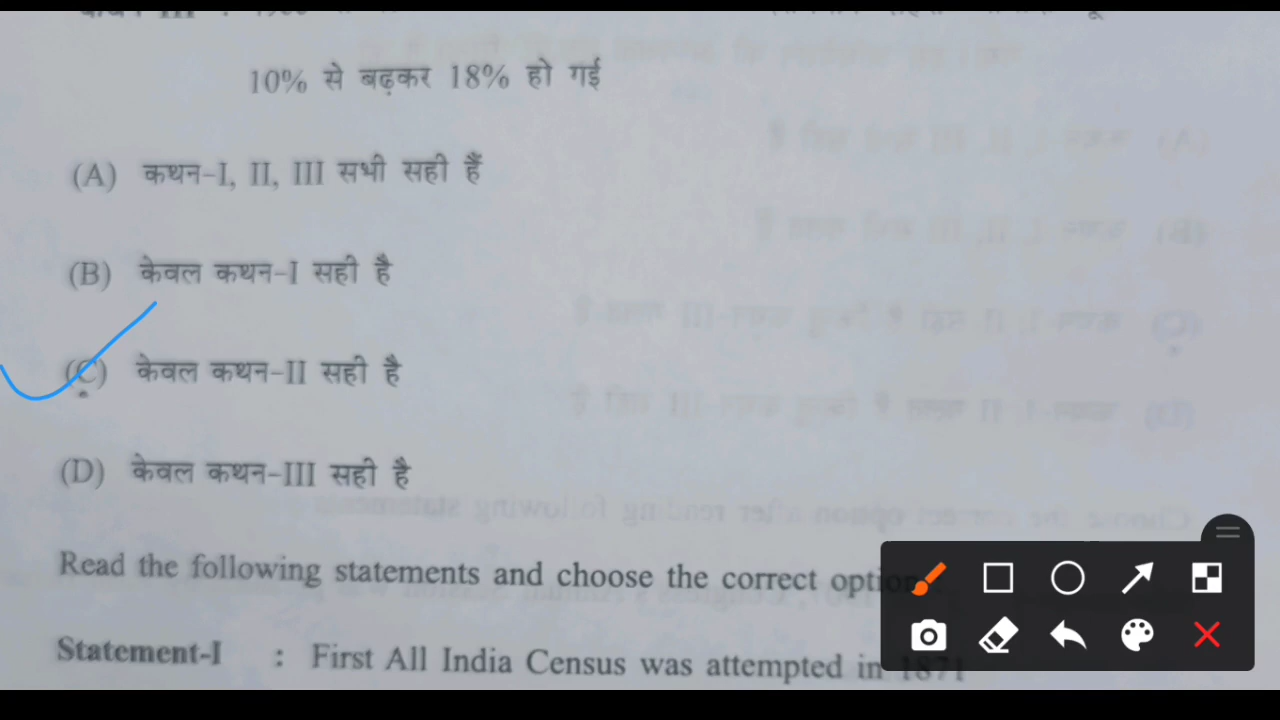 10% से बढ़कर 18% हो गई
(A) कथन-I, II, III सभी सही हैं
(B) केवल कथन-I सही है
(C) केवल कथन-II सही है
(D) केवल कथन-III सही है
Read the following statements and choose the correct option
Statement-I : First All India Census was attempted in 1871